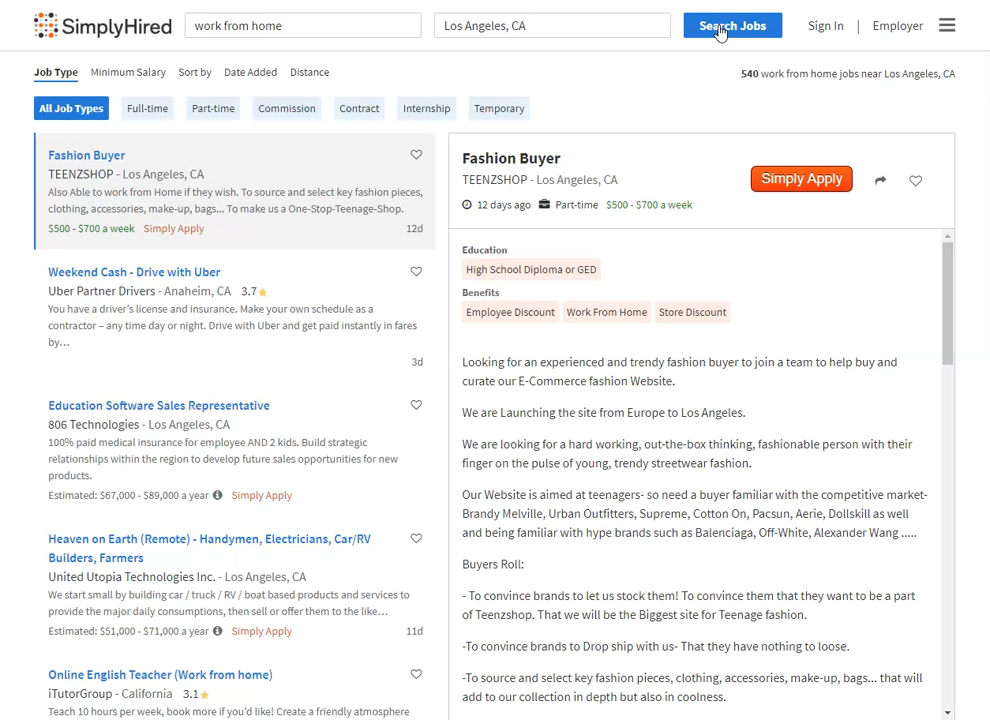 SimplyHired
work from home
Los Angeles, CA
Search Jobs
Sign In | Employer
Job Type Minimum Salary Sort by Date Added Distance
540 work from home jobs near Los Angeles, CA
All Job Types Full-time Part-time Commission Contract Internship Temporary
Fashion Buyer
TEENZSHOP - Los Angeles, CA
Also Able to work from Home if they wish. To source and select key fashion pieces,
clothing, accessories, make-up, bags... To make us a One-Stop-Teenage-Shop.
$500 - $700 a week Simply Apply 12d
Weekend Cash - Drive with Uber
Uber Partner Drivers - Anaheim, CA 3.7
You have a driver's license and insurance. Make your own schedule as a
contractor – any time day or night. Drive with Uber and get paid instantly in fares
by…
3d
Education Software Sales Representative
806 Technologies - Los Angeles, CA
100% paid medical insurance for employee AND 2 kids. Build strategic
relationships within the region to develop future sales opportunities for new
products.
Estimated: $67,000 - $89,000 a year Simply Apply
Heaven on Earth (Remote) - Handymen, Electricians, Car/RV
Builders, Farmers
United Utopia Technologies Inc. - Los Angeles, CA
We start small by building car / truck / RV / boat based products and services to
provide the major daily consumptions, then sell or offer them to the like…
Estimated: $51,000 - $71,000 a year Simply Apply 11d
Online English Teacher (Work from home)
iTutorGroup - California 3.1
Teach 10 hours per week, book more if you'd like! Create a friendly atmosphere
Fashion Buyer
TEENZSHOP - Los Angeles, CA
Simply Apply
12 days ago Part-time $500 - $700 a week
Education
High School Diploma or GED
Benefits
Employee Discount Work From Home Store Discount
Looking for an experienced and trendy fashion buyer to join a team to help buy and
curate our E-Commerce fashion Website.
We are Launching the site from Europe to Los Angeles.
We are looking for a hard working, out-the-box thinking, fashionable person with their
finger on the pulse of young, trendy streetwear fashion.
Our Website is aimed at teenagers- so need a buyer familiar with the competitive market-
Brandy Melville, Urban Outfitters, Supreme, Cotton On, Pacsun, Aerie, Dollskill as well
and being familiar with hype brands such as Balenciaga, Off-White, Alexander Wang .....
Buyers Roll:
- To convince brands to let us stock them! To convince them that they want to be a part
of Teenzshop. That we will be the Biggest site for Teenage fashion.
-To convince brands to Drop ship with us- That they have nothing to loose.
-To source and select key fashion pieces, clothing, accessories, make-up, bags... that will
add to our collection in depth but also in coolness.